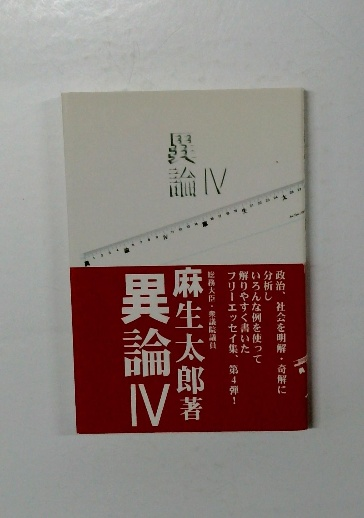 異論 IV
政治、社会を明解・奇解に
分析し
いろんな例を使って
解りやすく書いた
フリーエッセイ集、第4弾！
総務大臣・衆議院議員
麻生太郎著
異論IV